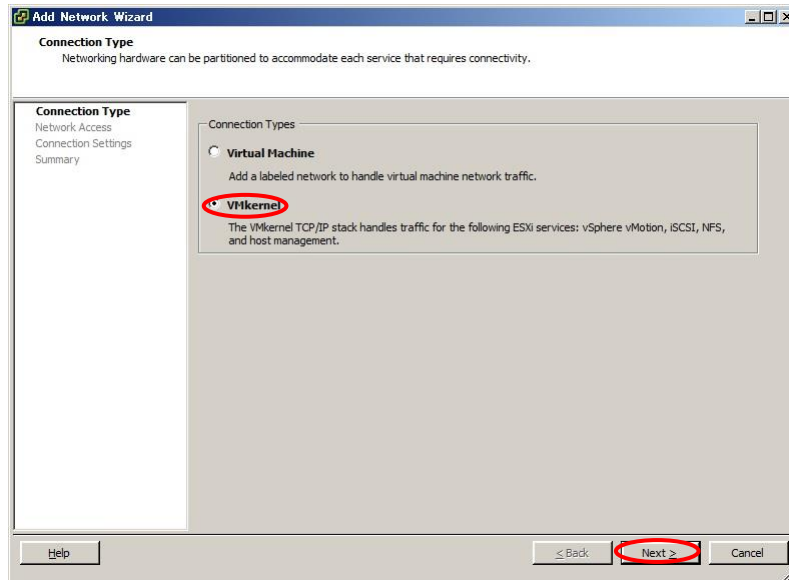 Add Network Wizard
Connection Type
Networking hardware can be partitioned to accommodate each service that requires connectivity.
Connection Type
Network Access
Connection Settings
Summary
Connection Types
Virtual Machine
Add a labeled network to handle virtual machine network traffic.
VMkernel
The VMkernel TCP/IP stack handles traffic for the following ESXi services: vSphere vMotion, iSCSI, NFS,
and host management.
Help
≤ Back
Next ≥
Cancel